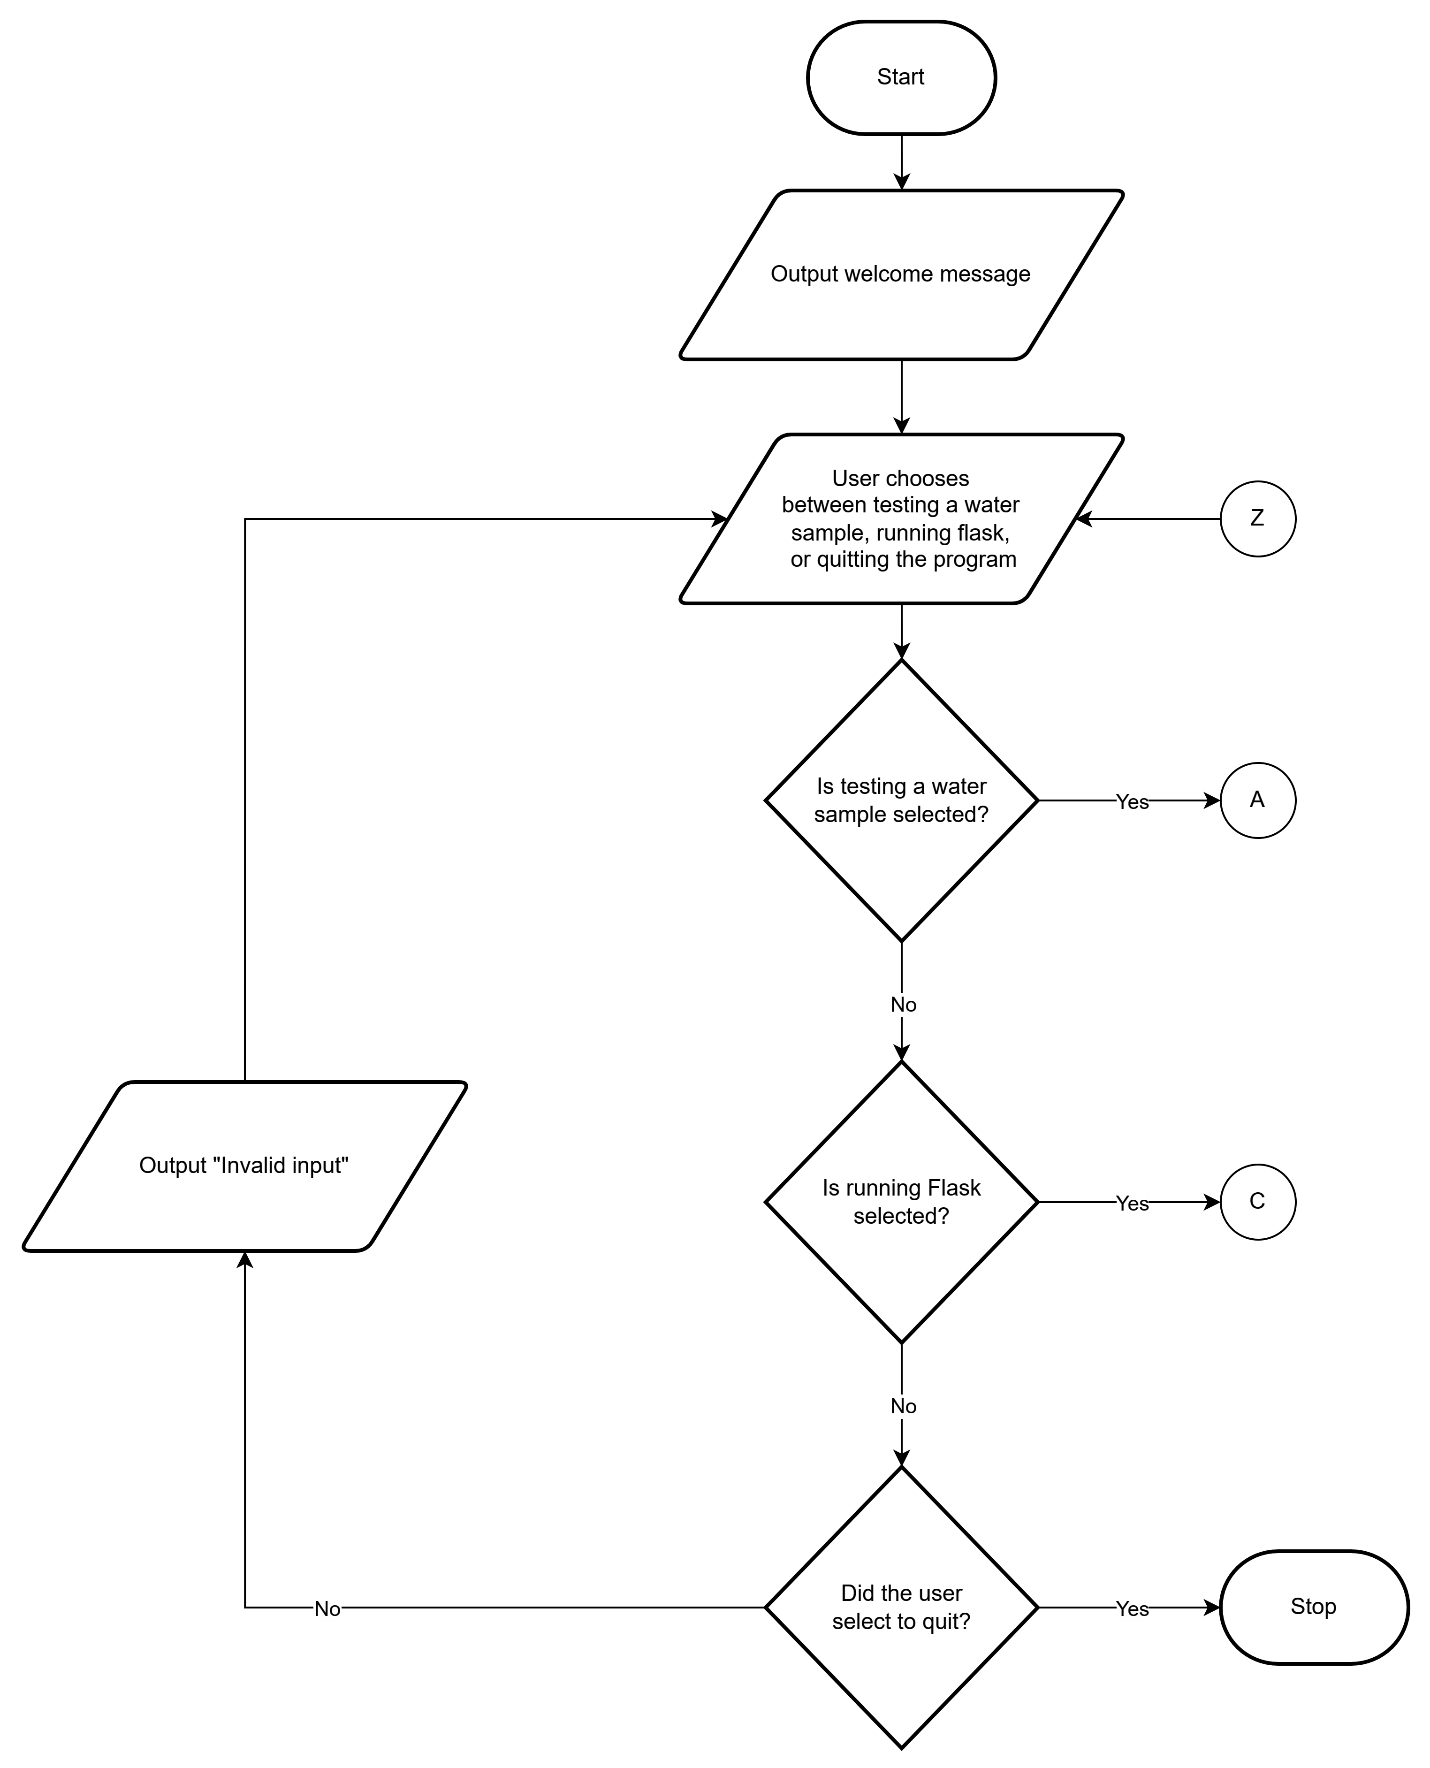 Start
Output welcome message
User chooses
between testing a water
sample, running flask,
or quitting the program
Z
Is testing a water
sample selected?
Yes
A
No
Output "Invalid input"
Is running Flask
selected?
Yes
C
No
Did the user
select to quit?
Yes
Stop
No